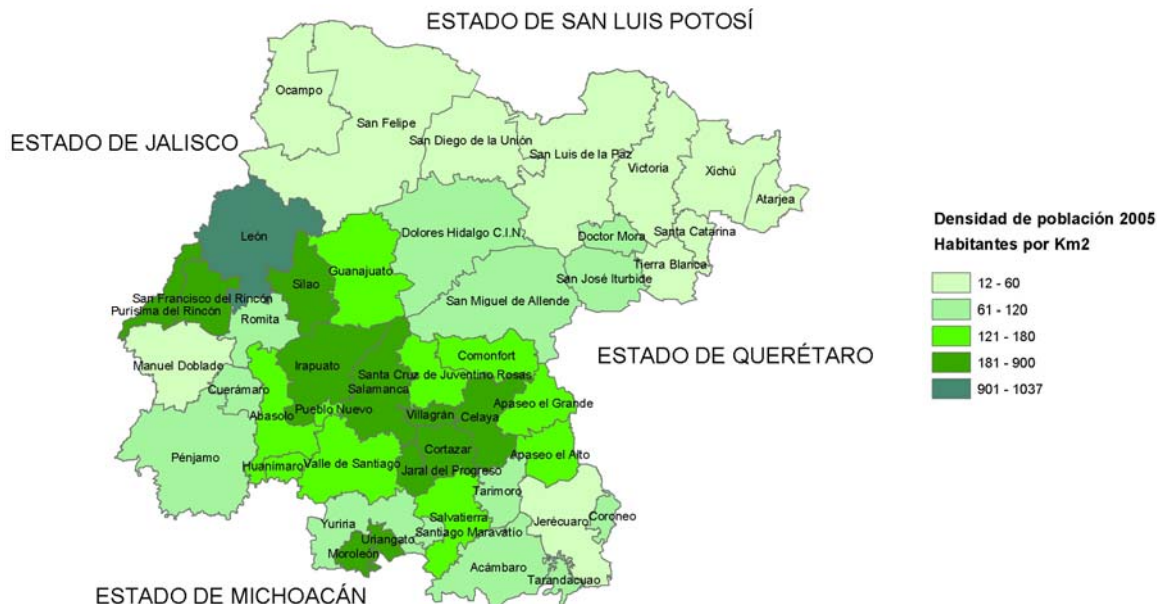 ESTADO DE SAN LUIS POTOSÍ
Ocampo
San Felipe
ESTADO DE JALISCO
San Diego de la Unión
San Luis de la Paz
Victoria
Xichú
Atarjea
León
Dolores Hidalgo C.I.N.
Doctor Mora
Santa Catarina
Guanajuato
Tierra Blanca
Silao
San José Iturbide
San Francisco del Rincón
San Miguel de Allende
Purísima del Rincón
Romita
ESTADO DE QUERÉTARO
Manuel Doblado
Irapuato
Comonfort
Santa Cruz de Juventino Rosas
Cuerámaro
Salamanca
Apaseo el Grande
Abasolo
Pueblo Nuevo
Villagrán
Celaya
Cortazar
Pénjamo
Huanímaro
Valle de Santiago
Jaral del Progreso
Apaseo el Alto
Tarimoro
Yuriria
Salvatierra
Jerécuaro
Coroneo
Santiago Maravatío
Uriangato
Moroleón
Acámbaro
Tarandacuao
ESTADO DE MICHOACÁN
Densidad de población 2005
Habitantes por Km2
12 - 60
61 - 120
121 - 180
181 - 900
901 - 1037